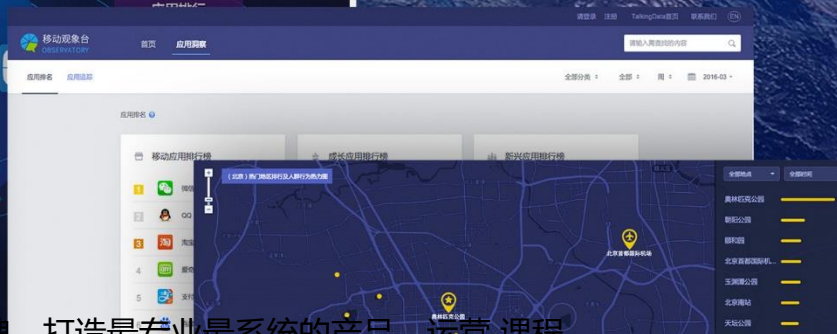 应用排行
请登录 注册 TalkingData首页 联系我们 EN
移动观象台
OBSERVATORY
首页 应用洞察
请输入需查找的内容
应用排名 应用追踪
全部分类 全部 周 2016-03
应用排名
移动应用排行榜 成长应用排行榜 新兴应用排行榜
(北京)热门地区排行及人群行为热力图
全部地点 全部时间
1 微信
2 QQ
3 淘宝
4
5 支付
奥林匹克公园
朝阳公园
颐和园
北京首都国际机...
玉渊潭公园
北京南站
天坛公园
北京首都国际机场
奥林匹克公园
打造最专业最系统的产品、运营 课程